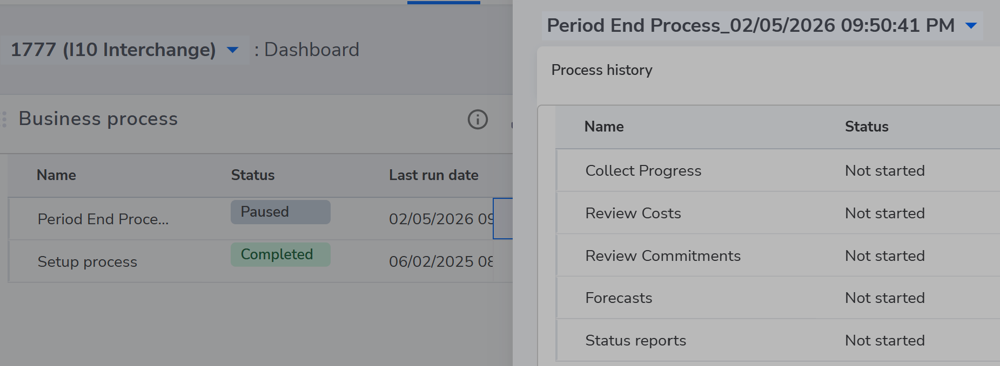 1777 (I10 Interchange) : Dashboard
Business process
Name Status Last run date
Period End Proce... Paused 02/05/2026 09
Setup process Completed 06/02/2025 08
Period End Process_02/05/2026 09:50:41 PM
Process history
Name Status
Collect Progress Not started
Review Costs Not started
Review Commitments Not started
Forecasts Not started
Status reports Not started